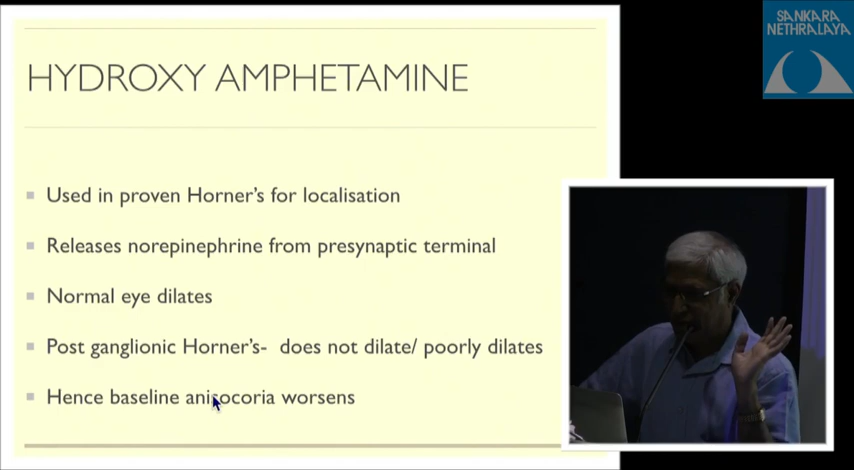 SANKARA
NETHRALAYA
HYDROXY AMPHETAMINE
Used in proven Horner's for localisation
Releases norepinephrine from presynaptic terminal
Normal eye dilates
Post ganglionic Horner's- does not dilate/ poorly dilates
Hence baseline anisocoria worsens